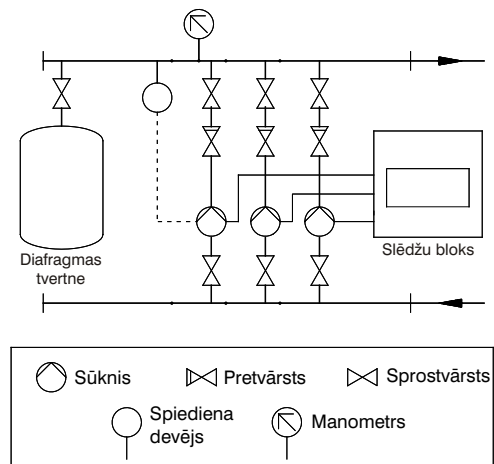 Diafragmas
tvertne
Slēdžu bloks
Sūknis
Pretvārsts
Sprostvārsts
Spiediena
devējs
Manometrs